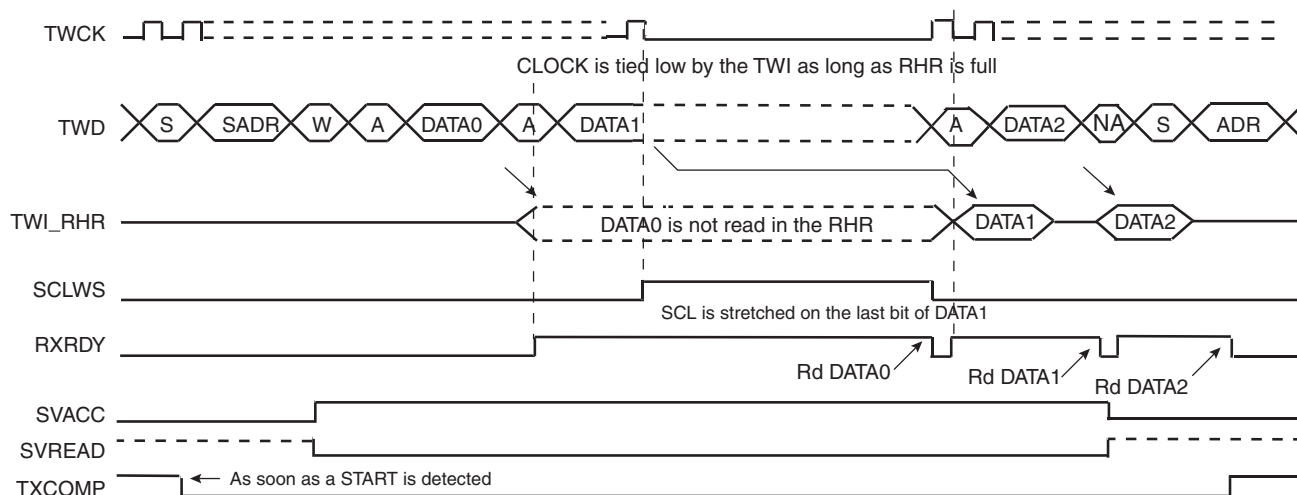 TWCK
CLOCK is tied low by the TWI as long as RHR is full
TWD S SADR W A DATA0 A DATA1 A DATA2 NA S ADR
TWI_RHR DATA0 is not read in the RHR DATA1 DATA2
SCLWS
SCL is stretched on the last bit of DATA1
RXRDY
Rd DATA0 Rd DATA1 Rd DATA2
SVACC
SVREAD
TXCOMP As soon as a START is detected